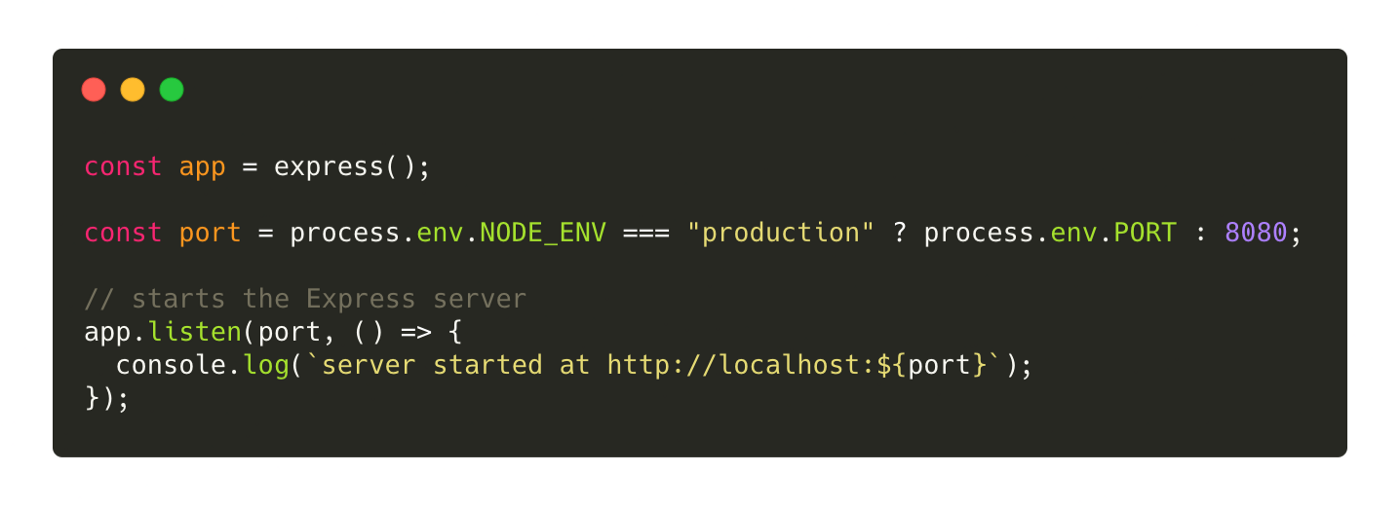 const app = express();
const port = process.env.NODE_ENV === "production" ? process.env.PORT : 8080;
// starts the Express server
app.listen(port, () => {
  console.log(`server started at http://localhost:${port}`);
});